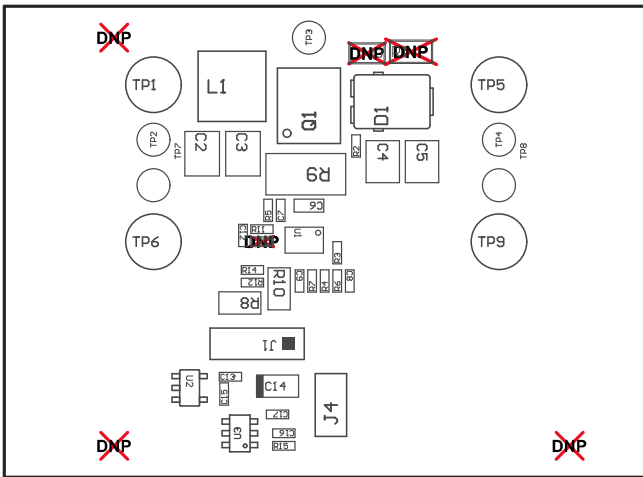 DNP
TP3
DNP
DNP
TP1
L1
Q1
D1
TP5
TP2
TP7
C2
C3
R2
C4
C5
TP4
TP8
R9
R5
C7
C6
C12
R11
DNP
U1
TP6
R3
TP9
R14
R12
R10
C9
R7
R4
R6
C8
R8
J1
U2
C13
C15
C14
J4
C17
U3
C16
R15
DNP
DNP